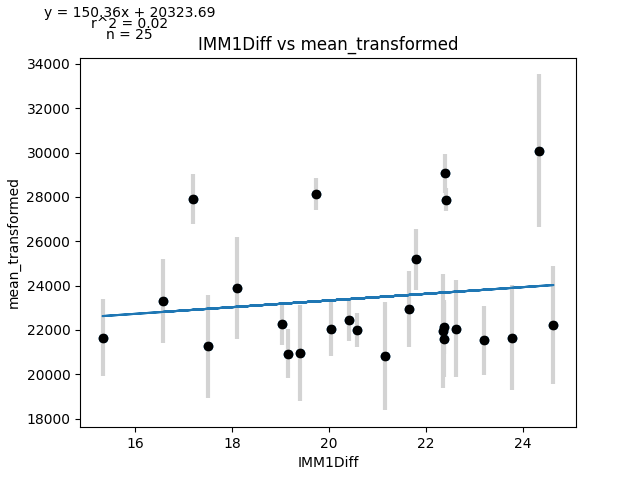 y = 150.36x + 20323.69
r^2 = 0.02
n = 25
IMM1Diff vs mean_transformed
34000
32000
30000
28000
26000
24000
22000
20000
18000
mean_transformed
16
18
20
22
24
IMM1Diff